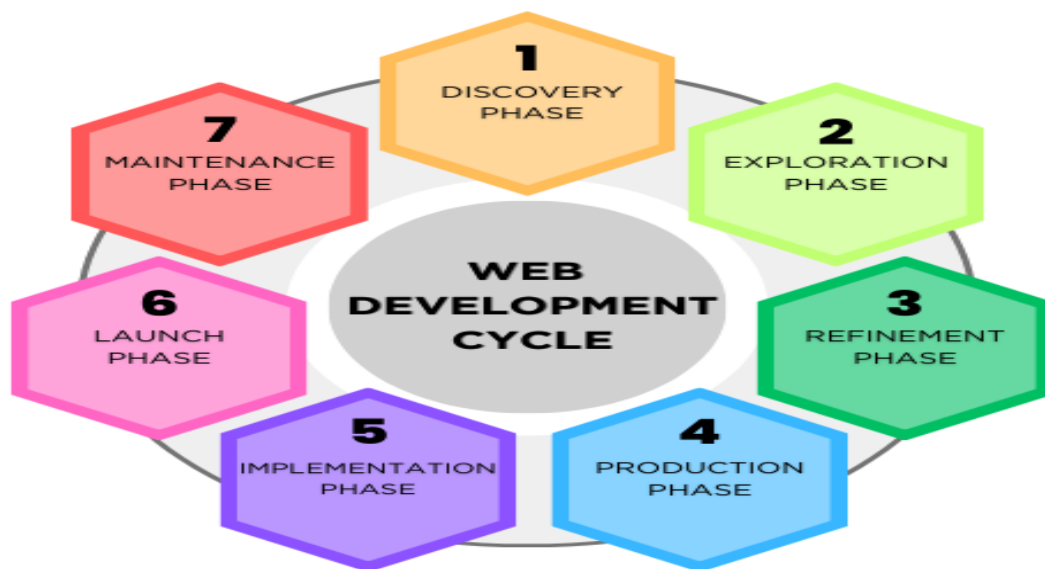 1
DISCOVERY
PHASE
2
EXPLORATION
PHASE
3
REFINEMENT
PHASE
4
PRODUCTION
PHASE
5
IMPLEMENTATION
PHASE
6
LAUNCH
PHASE
7
MAINTENANCE
PHASE
WEB
DEVELOPMENT
CYCLE